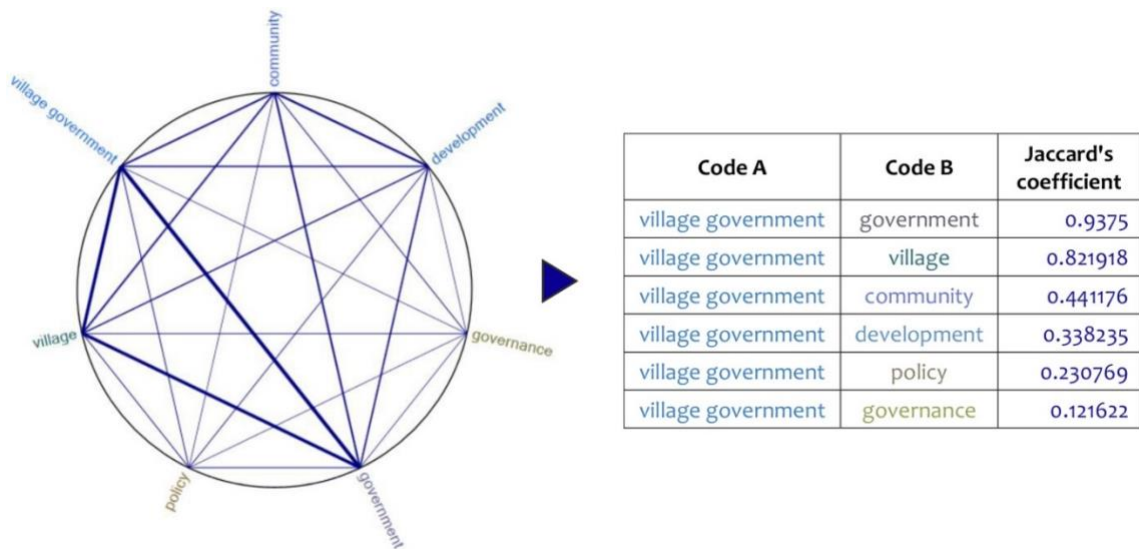 community
village government
development
village
governance
policy
government
Code A Code B Jaccard's coefficient
village government government 0.9375
village government village 0.821918
village government community 0.441176
village government development 0.338235
village government policy 0.230769
village government governance 0.121622